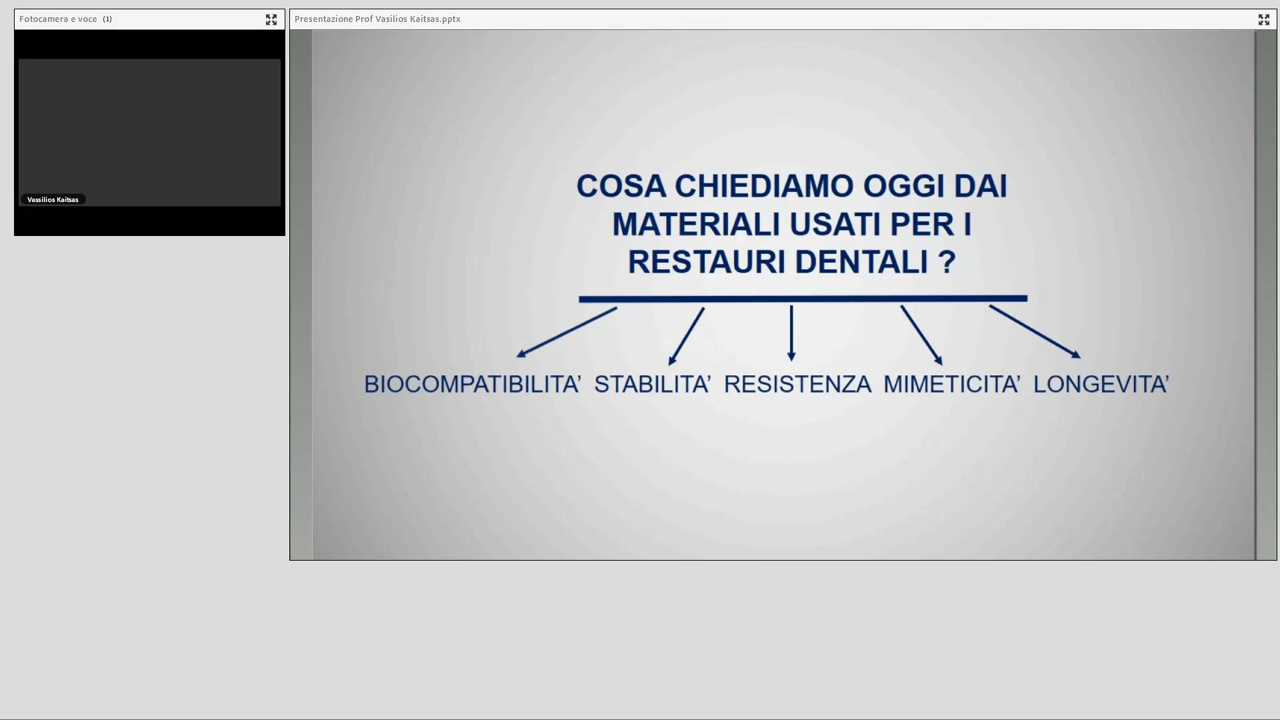 Fotocamera e voce (1)
Vassilios Kaitsas
Presentazione Prof Vasilios Kaitsas.pptx
COSA CHIEDIAMO OGGI DAI
MATERIALI USATI PER I
RESTAURI DENTALI ?
BIOCOMPATIBILITA’ STABILITA’ RESISTENZA MIMETICITA’ LONGEVITA’